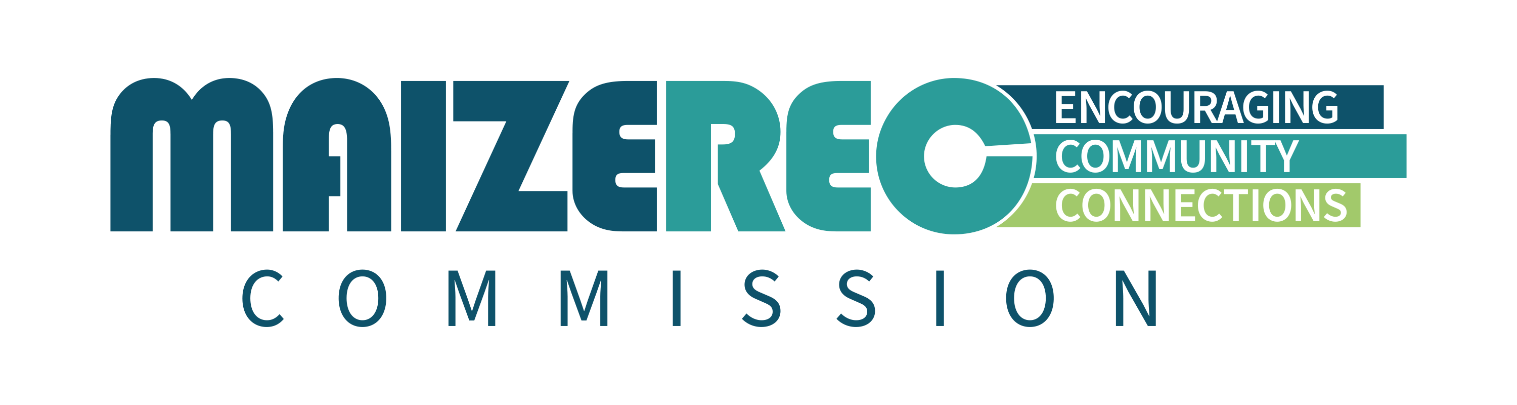 MAIZEREC
ENCOURAGING
COMMUNITY
CONNECTIONS
COMMISSION